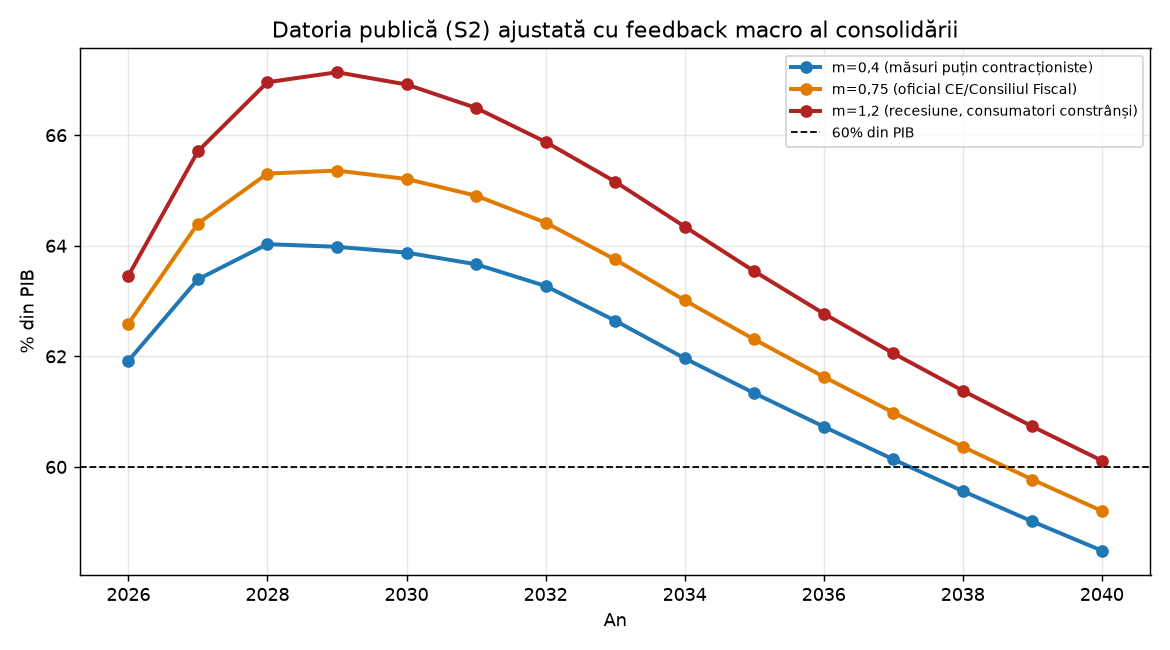 Datoria publică (S2) ajustată cu feedback macro al consolidării
m=0,4 (măsuri puțin contracționiste)
m=0,75 (oficial CE/Consiliul Fiscal)
m=1,2 (recesiune, consumatori constrânși)
60% din PIB
% din PIB
66
64
62
60
2026 2028 2030 2032 2034 2036 2038 2040
An